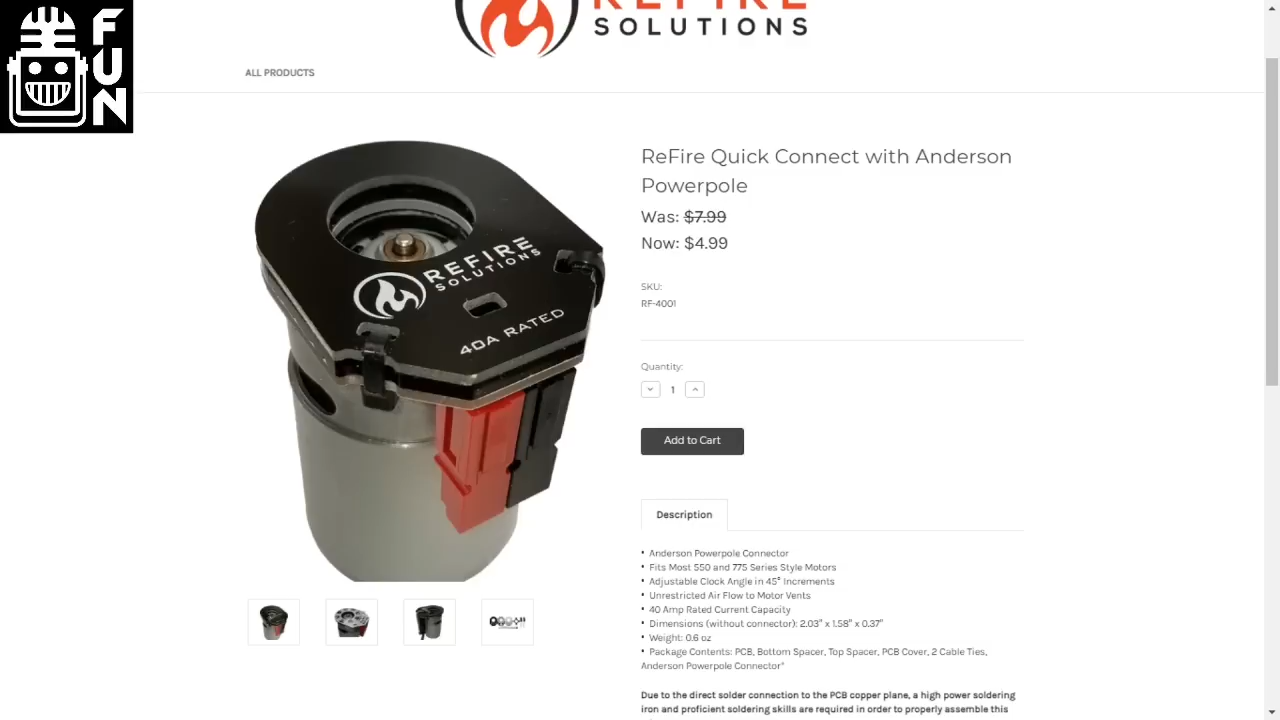 FUN
REFIRE
SOLUTIONS
ALL PRODUCTS
ReFire Quick Connect with Anderson
Powerpole
Was: $7.99
Now: $4.99
SKU:
RF-4001
Quantity:
1
Add to Cart
REFIRE
SOLUTIONS
40A RATED
Description
• Anderson Powerpole Connector
• Fits Most 550 and 775 Series Style Motors
• Adjustable Clock Angle in 45° Increments
• Unrestricted Air Flow to Motor Vents
• 40 Amp Rated Current Capacity
• Dimensions (without connector): 2.03" x 1.58" x 0.37"
• Weight: 0.6 oz
• Package Contents: PCB, Bottom Spacer, Top Spacer, PCB Cover, 2 Cable Ties,
Anderson Powerpole Connector*
Due to the direct solder connection to the PCB copper plane, a high power soldering
iron and proficient soldering skills are required in order to properly assemble this